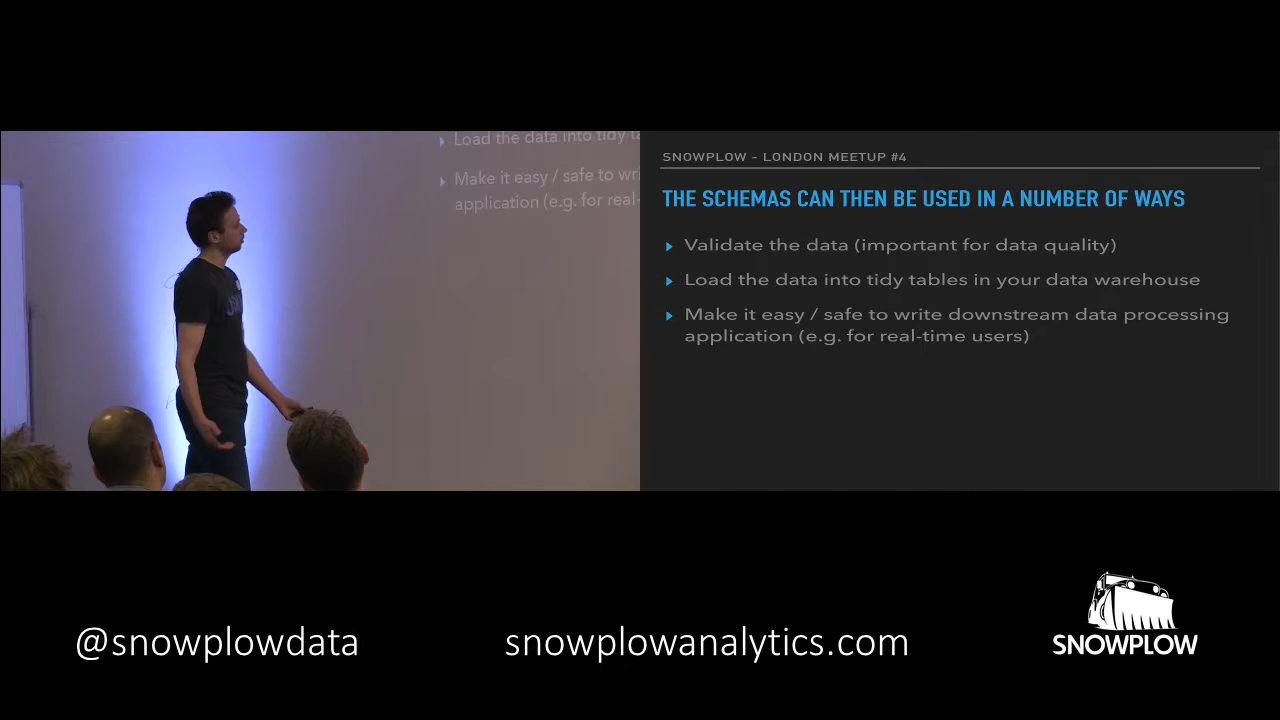 Load the data into tidy
Make it easy / safe to
application (e.g. for real-
SNOWPLOW - LONDON MEETUP #4
THE SCHEMAS CAN THEN BE USED IN A NUMBER OF WAYS
Validate the data (important for data quality)
Load the data into tidy tables in your data warehouse
Make it easy / safe to write downstream data processing
application (e.g. for real-time users)
@snowplowdata
snowplowanalytics.com
SNOWPLOW